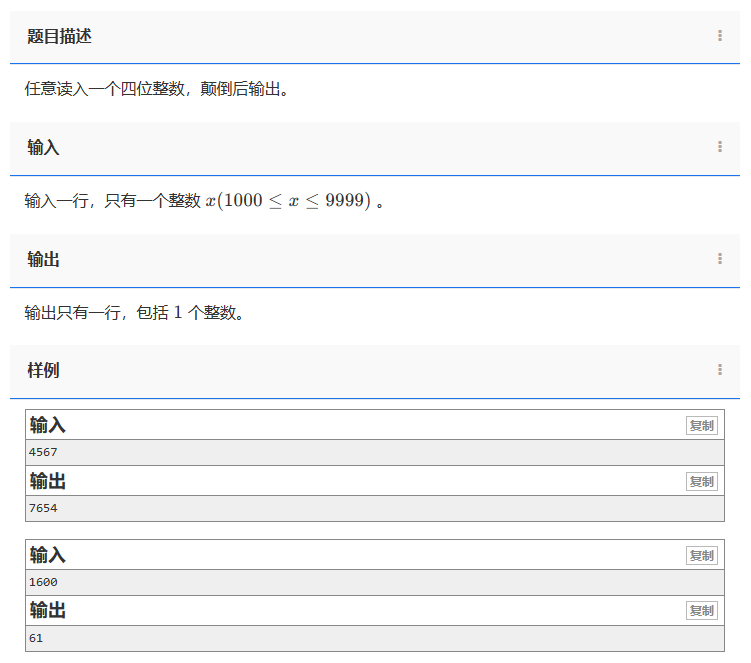 题目描述
任意读入一个四位整数，颠倒后输出。
输入
输入一行，只有一个整数 x(1000 ≤ x ≤ 9999) 。
输出
输出只有一行，包括 1 个整数。
样例
输入 复制
4567
输出 复制
7654
输入 复制
1600
输出 复制
61